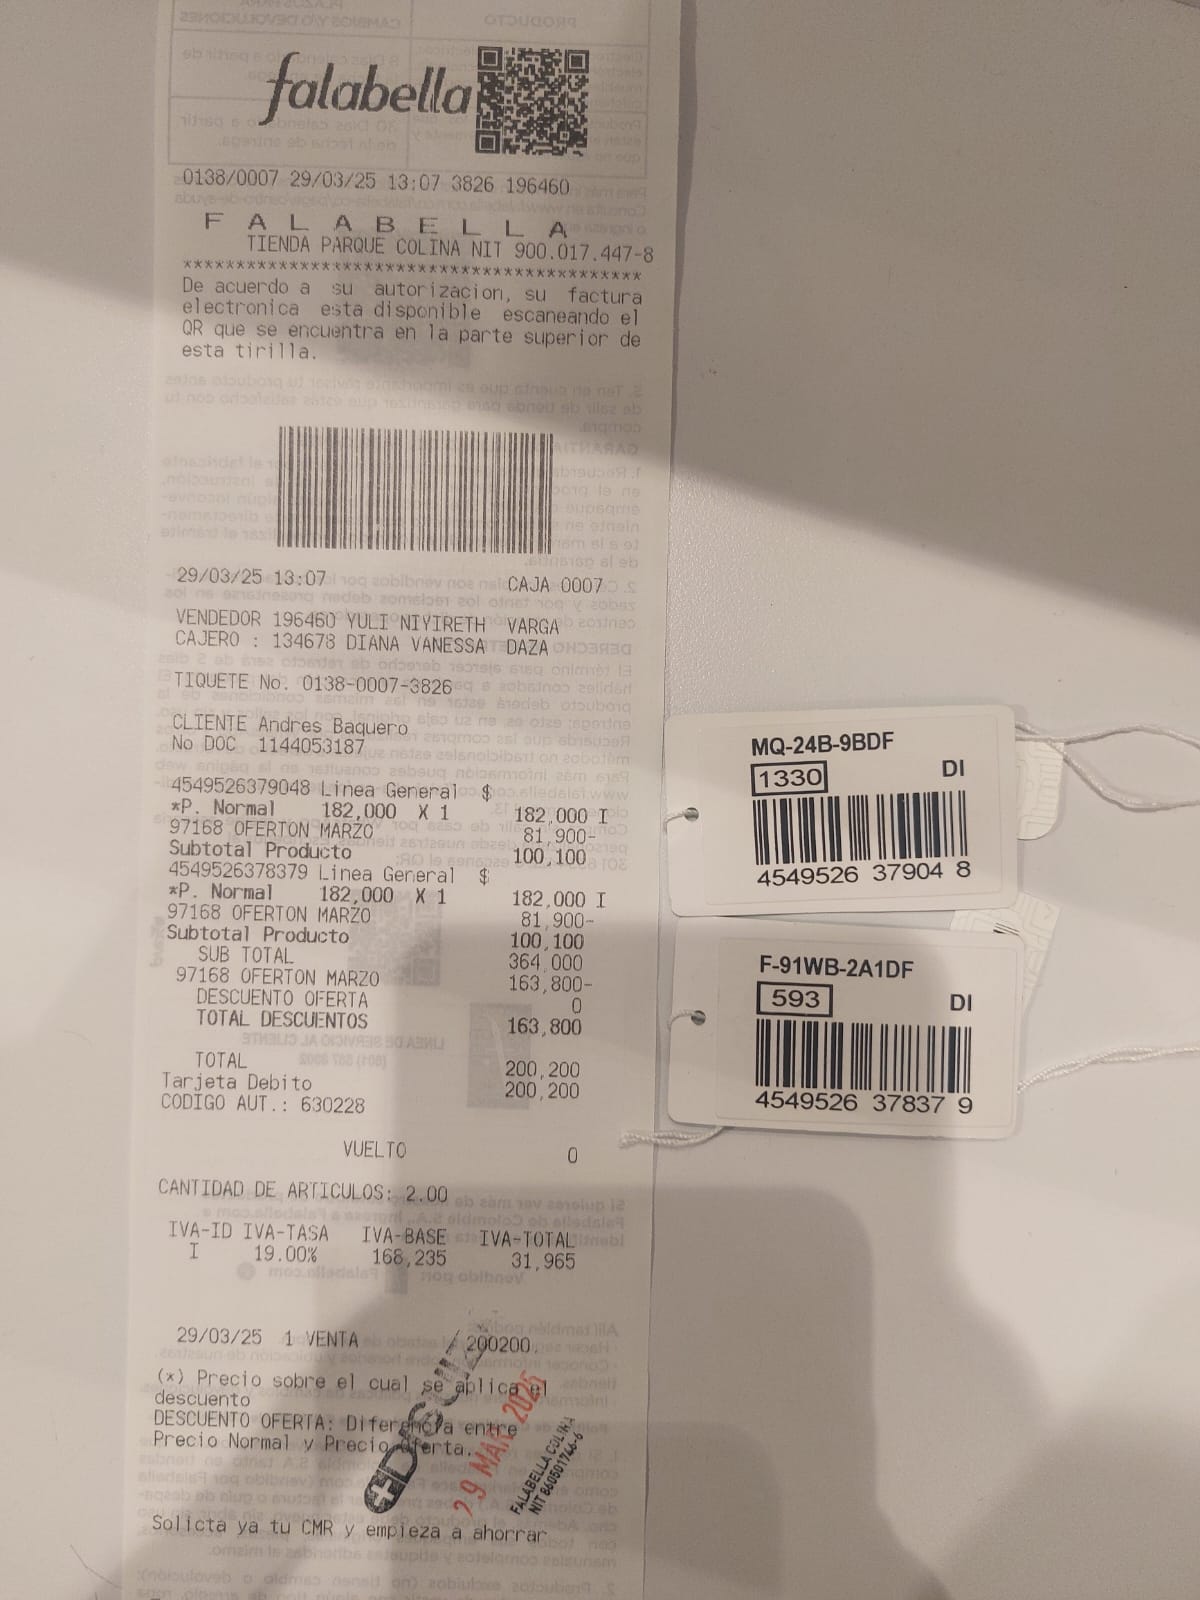 falabella
0138/0007 29/03/25 13:07 3826 196460
F A L A B E L L A
TIENDA PARQUE COLINA NIT 900.017.447-8
*******************************************
De acuerdo a su autorizacion, su factura
electronica esta disponible escaneando el
QR que se encuentra en la parte superior de
esta tirilla.
29/03/25 13:07 CAJA 0007
VENDEDOR 196460 YULI NIYIRETH VARGA
CAJERO : 134678 DIANA VANESSA DAZA
TIQUETE No. 0138-0007-3826
CLIENTE Andres Baquero
No DOC 1144053187
4549526379048 Linea General $
*P. Normal 182,000 X 1 182,000 I
97168 OFERTON MARZO 81,900-
Subtotal Producto 100,100
4549526378379 Linea General $
*P. Normal 182,000 X 1 182,000 I
97168 OFERTON MARZO 81,900-
Subtotal Producto 100,100
SUB TOTAL 364,000
97168 OFERTON MARZO 163,800-
DESCUENTO OFERTA 0
TOTAL DESCUENTOS 163,800
TOTAL 200,200
Tarjeta Debito 200,200
CODIGO AUT.: 630228
VUELTO 0
CANTIDAD DE ARTICULOS: 2.00
IVA-ID IVA-TASA IVA-BASE IVA-TOTAL
I 19.00% 168,235 31,965
29/03/25 1 VENTA / 200200.
(*) Precio sobre el cual se aplica el
descuento
DESCUENTO OFERTA: Diferencia entre
Precio Normal y Precio Oferta.
29 MAR 2025
FALABELLA COLINA
NIT 860501746-6
Solicta ya tu CMR y empieza a ahorrar
MQ-24B-9BDF
1330 DI
4549526 37904 8
F-91WB-2A1DF
593 DI
4549526 37837 9